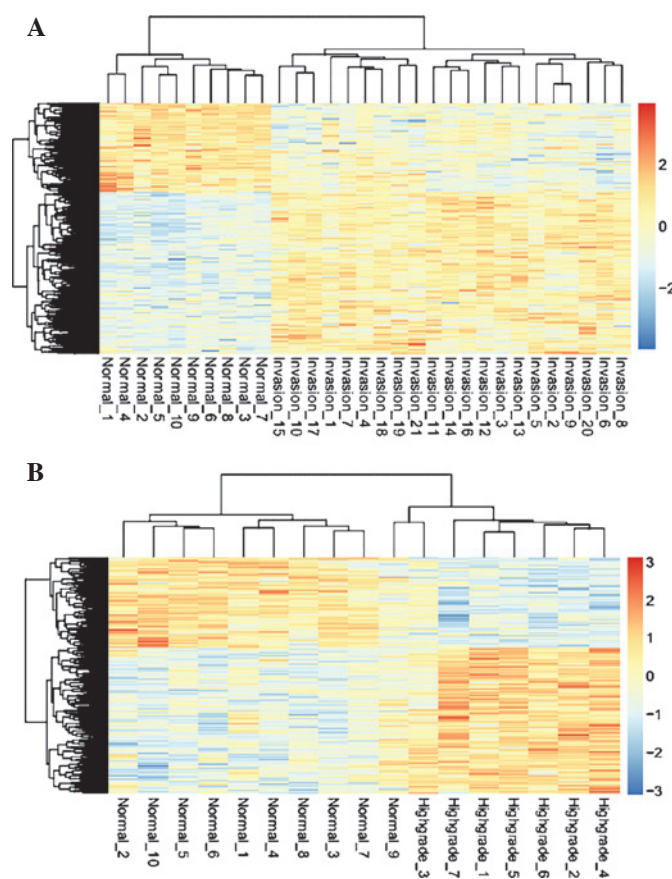 A
2
0
−2
Normal_1
Normal_4
Normal_2
Normal_5
Normal_10
Normal_9
Normal_6
Normal_8
Normal_3
Normal_7
Invasion_15
Invasion_10
Invasion_17
Invasion_1
Invasion_7
Invasion_4
Invasion_18
Invasion_19
Invasion_21
Invasion_11
Invasion_14
Invasion_16
Invasion_12
Invasion_3
Invasion_13
Invasion_5
Invasion_2
Invasion_9
Invasion_20
Invasion_6
Invasion_8
B
3
2
1
0
−1
−2
−3
Normal_2
Normal_10
Normal_5
Normal_6
Normal_1
Normal_4
Normal_8
Normal_3
Normal_7
Normal_9
Highgrade_3
Highgrade_7
Highgrade_1
Highgrade_5
Highgrade_6
Highgrade_2
Highgrade_4